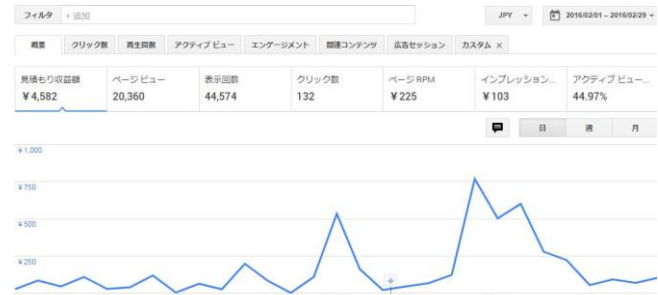 フィルタ + 追加 JPY 2016/02/01 – 2016/02/29
概要 クリック数 再生回数 アクティブ ビュー エンゲージメント 関連コンテンツ 広告セッション カスタム ×
見積もり収益額 ページ ビュー 表示回数 クリック数 ページ RPM インプレッション... アクティブ ビュー...
¥4,582 20,360 44,574 132 ¥225 ¥103 44.97%
日 週 月
¥1,000
¥750
¥500
¥250